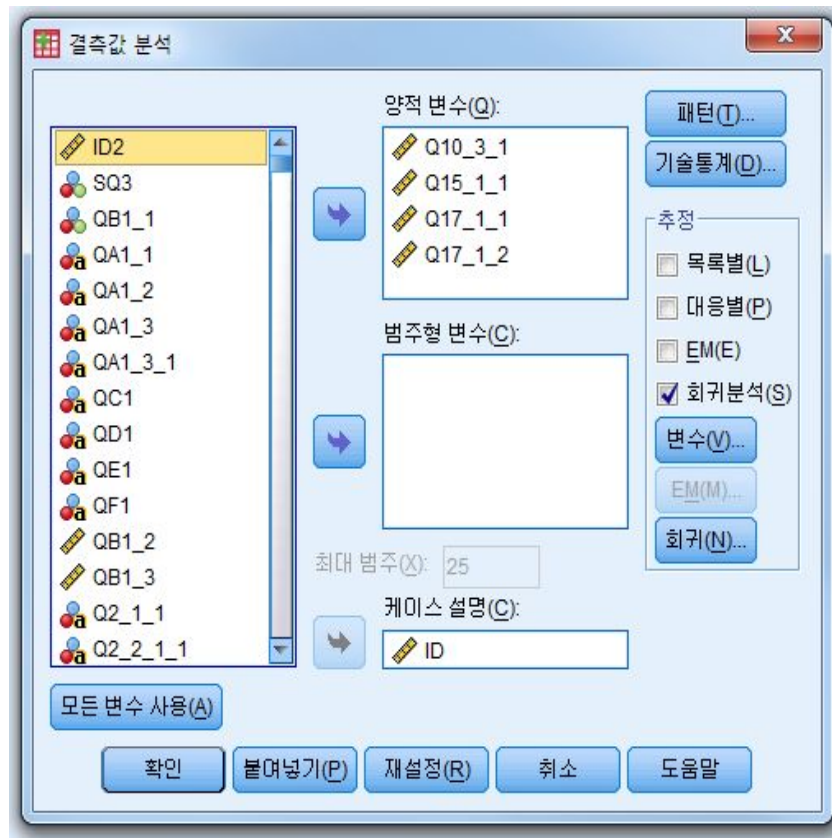 결측값 분석
ID2
SQ3
QB1_1
QA1_1
QA1_2
QA1_3
QA1_3_1
QC1
QD1
QE1
QF1
QB1_2
QB1_3
Q2_1_1
Q2_2_1_1
모든 변수 사용(A)
양적 변수(Q):
Q10_3_1
Q15_1_1
Q17_1_1
Q17_1_2
범주형 변수(C):
최대 범주(X): 25
케이스 설명(C):
ID
패턴(T)...
기술통계(D)...
추정
목록별(L)
대응별(P)
EM(E)
회귀분석(S)
변수(V)...
EM(M)...
회귀(N)...
확인
붙여넣기(P)
재설정(R)
취소
도움말